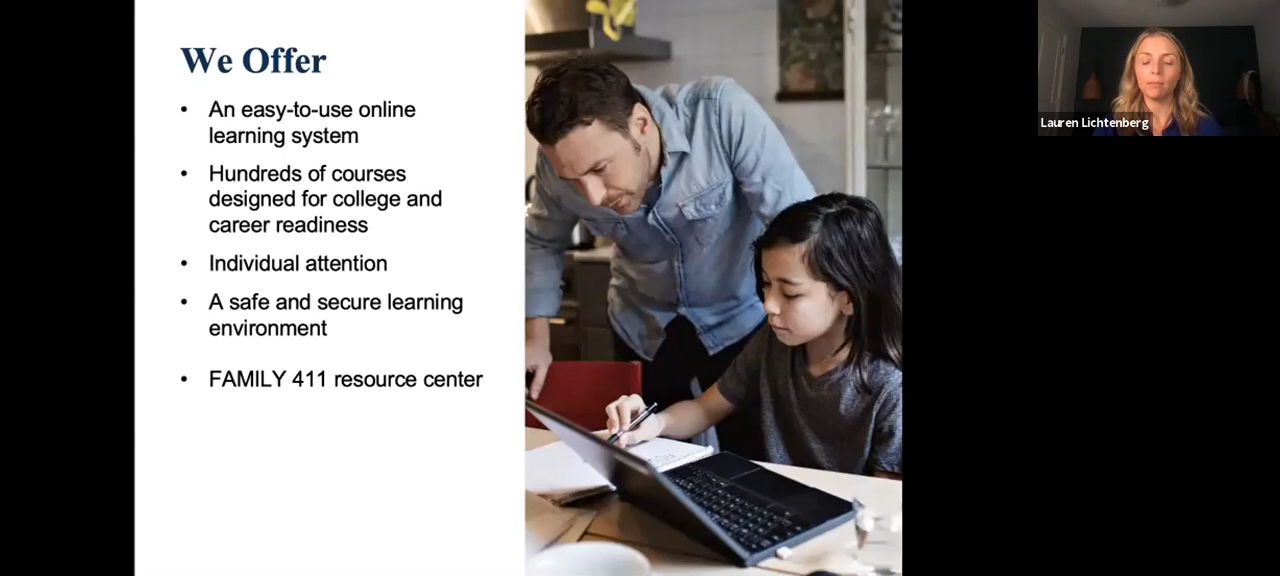 We Offer
• An easy-to-use online
learning system
• Hundreds of courses
designed for college and
career readiness
• Individual attention
• A safe and secure learning
environment
• FAMILY 411 resource center
Lauren Lichtenberg